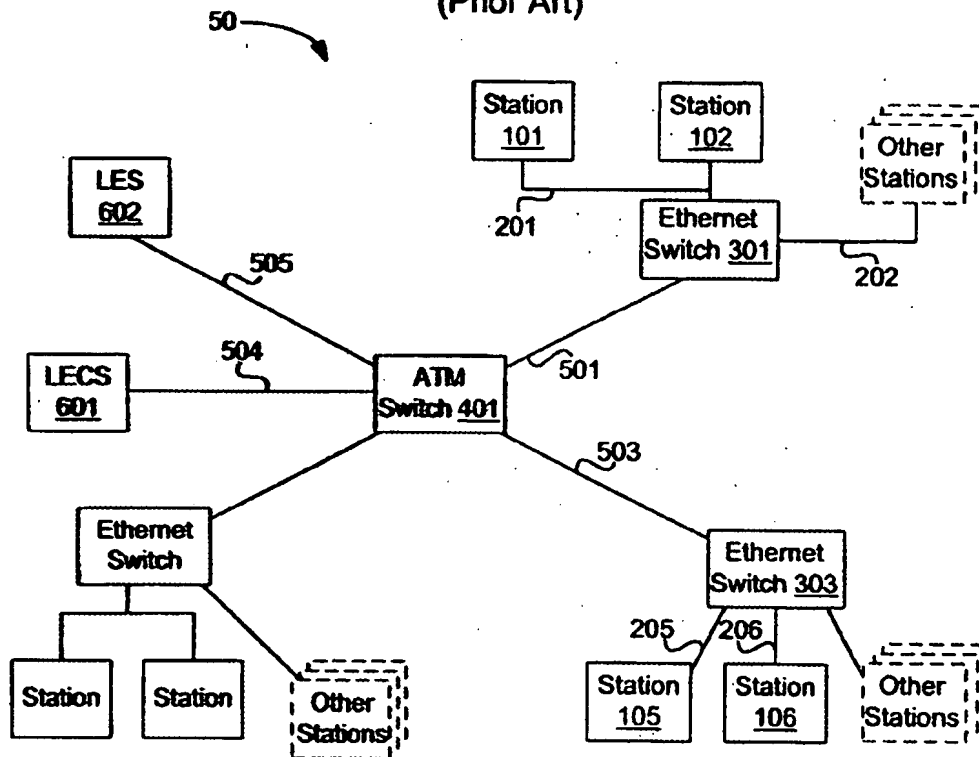 (Prior Art)
50
Station
101
Station
102
Other
Stations
LES
602
201
Ethernet
Switch 301
202
505
501
LECS
601
504
ATM
Switch 401
503
Ethernet
Switch
Ethernet
Switch 303
205
206
Station
Station
Other
Stations
Station
105
Station
106
Other
Stations